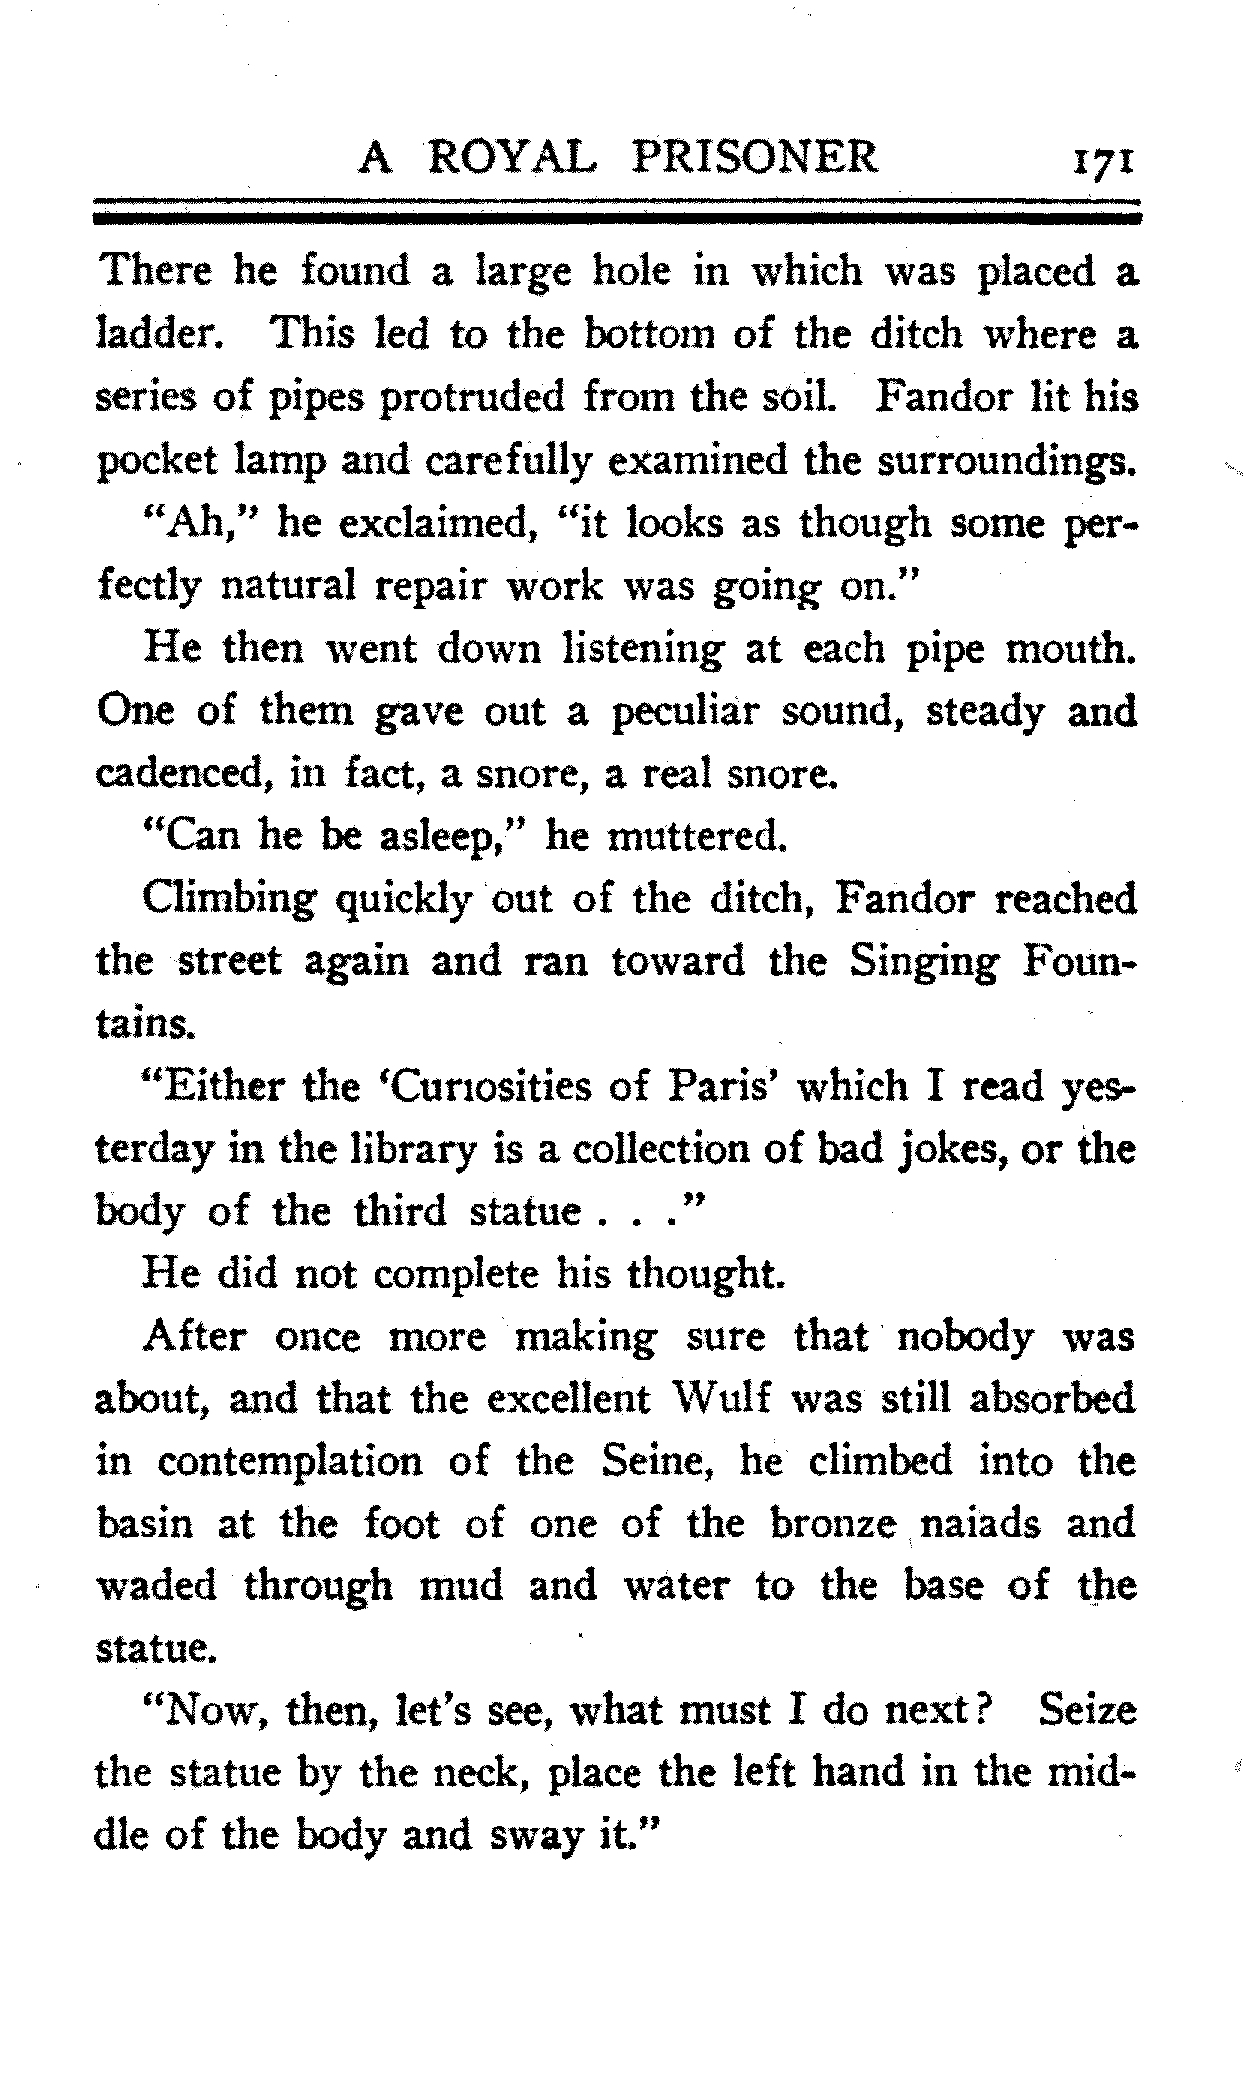 A ROYAL PRISONER 171
There he found a large hole in which was placed a
ladder. This led to the bottom of the ditch where a
series of pipes protruded from the soil. Fandor lit his
pocket lamp and carefully examined the surroundings.
“Ah,” he exclaimed, “it looks as though some per-
fectly natural repair work was going on.”
He then went down listening at each pipe mouth.
One of them gave out a peculiar sound, steady and
cadenced, in fact, a snore, a real snore.
“Can he be asleep,” he muttered.
Climbing quickly out of the ditch, Fandor reached
the street again and ran toward the Singing Foun-
tains.
“Either the ‘Curiosities of Paris’ which I read yes-
terday in the library is a collection of bad jokes, or the
body of the third statue . . .”
He did not complete his thought.
After once more making sure that nobody was
about, and that the excellent Wulf was still absorbed
in contemplation of the Seine, he climbed into the
basin at the foot of one of the bronze naiads and
waded through mud and water to the base of the
statue.
“Now, then, let’s see, what must I do next? Seize
the statue by the neck, place the left hand in the mid-
dle of the body and sway it.”